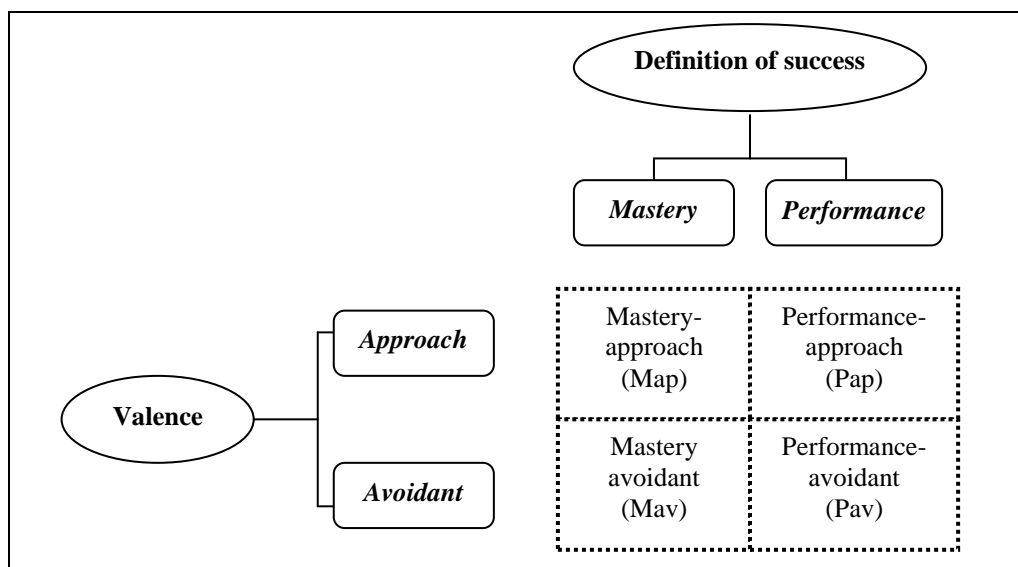 Definition of success
Mastery
Performance
Approach
Mastery-
approach
(Map)
Performance-
approach
(Pap)
Valence
Avoidant
Mastery
avoidant
(Mav)
Performance-
avoidant
(Pav)